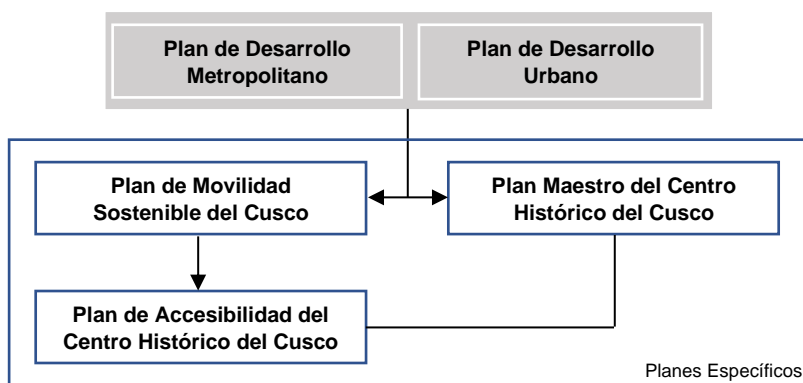 Plan de Desarrollo
Metropolitano
Plan de Desarrollo
Urbano
Plan de Movilidad
Sostenible del Cusco
Plan Maestro del Centro
Histórico del Cusco
Plan de Accesibilidad del
Centro Histórico del Cusco
Planes Específicos